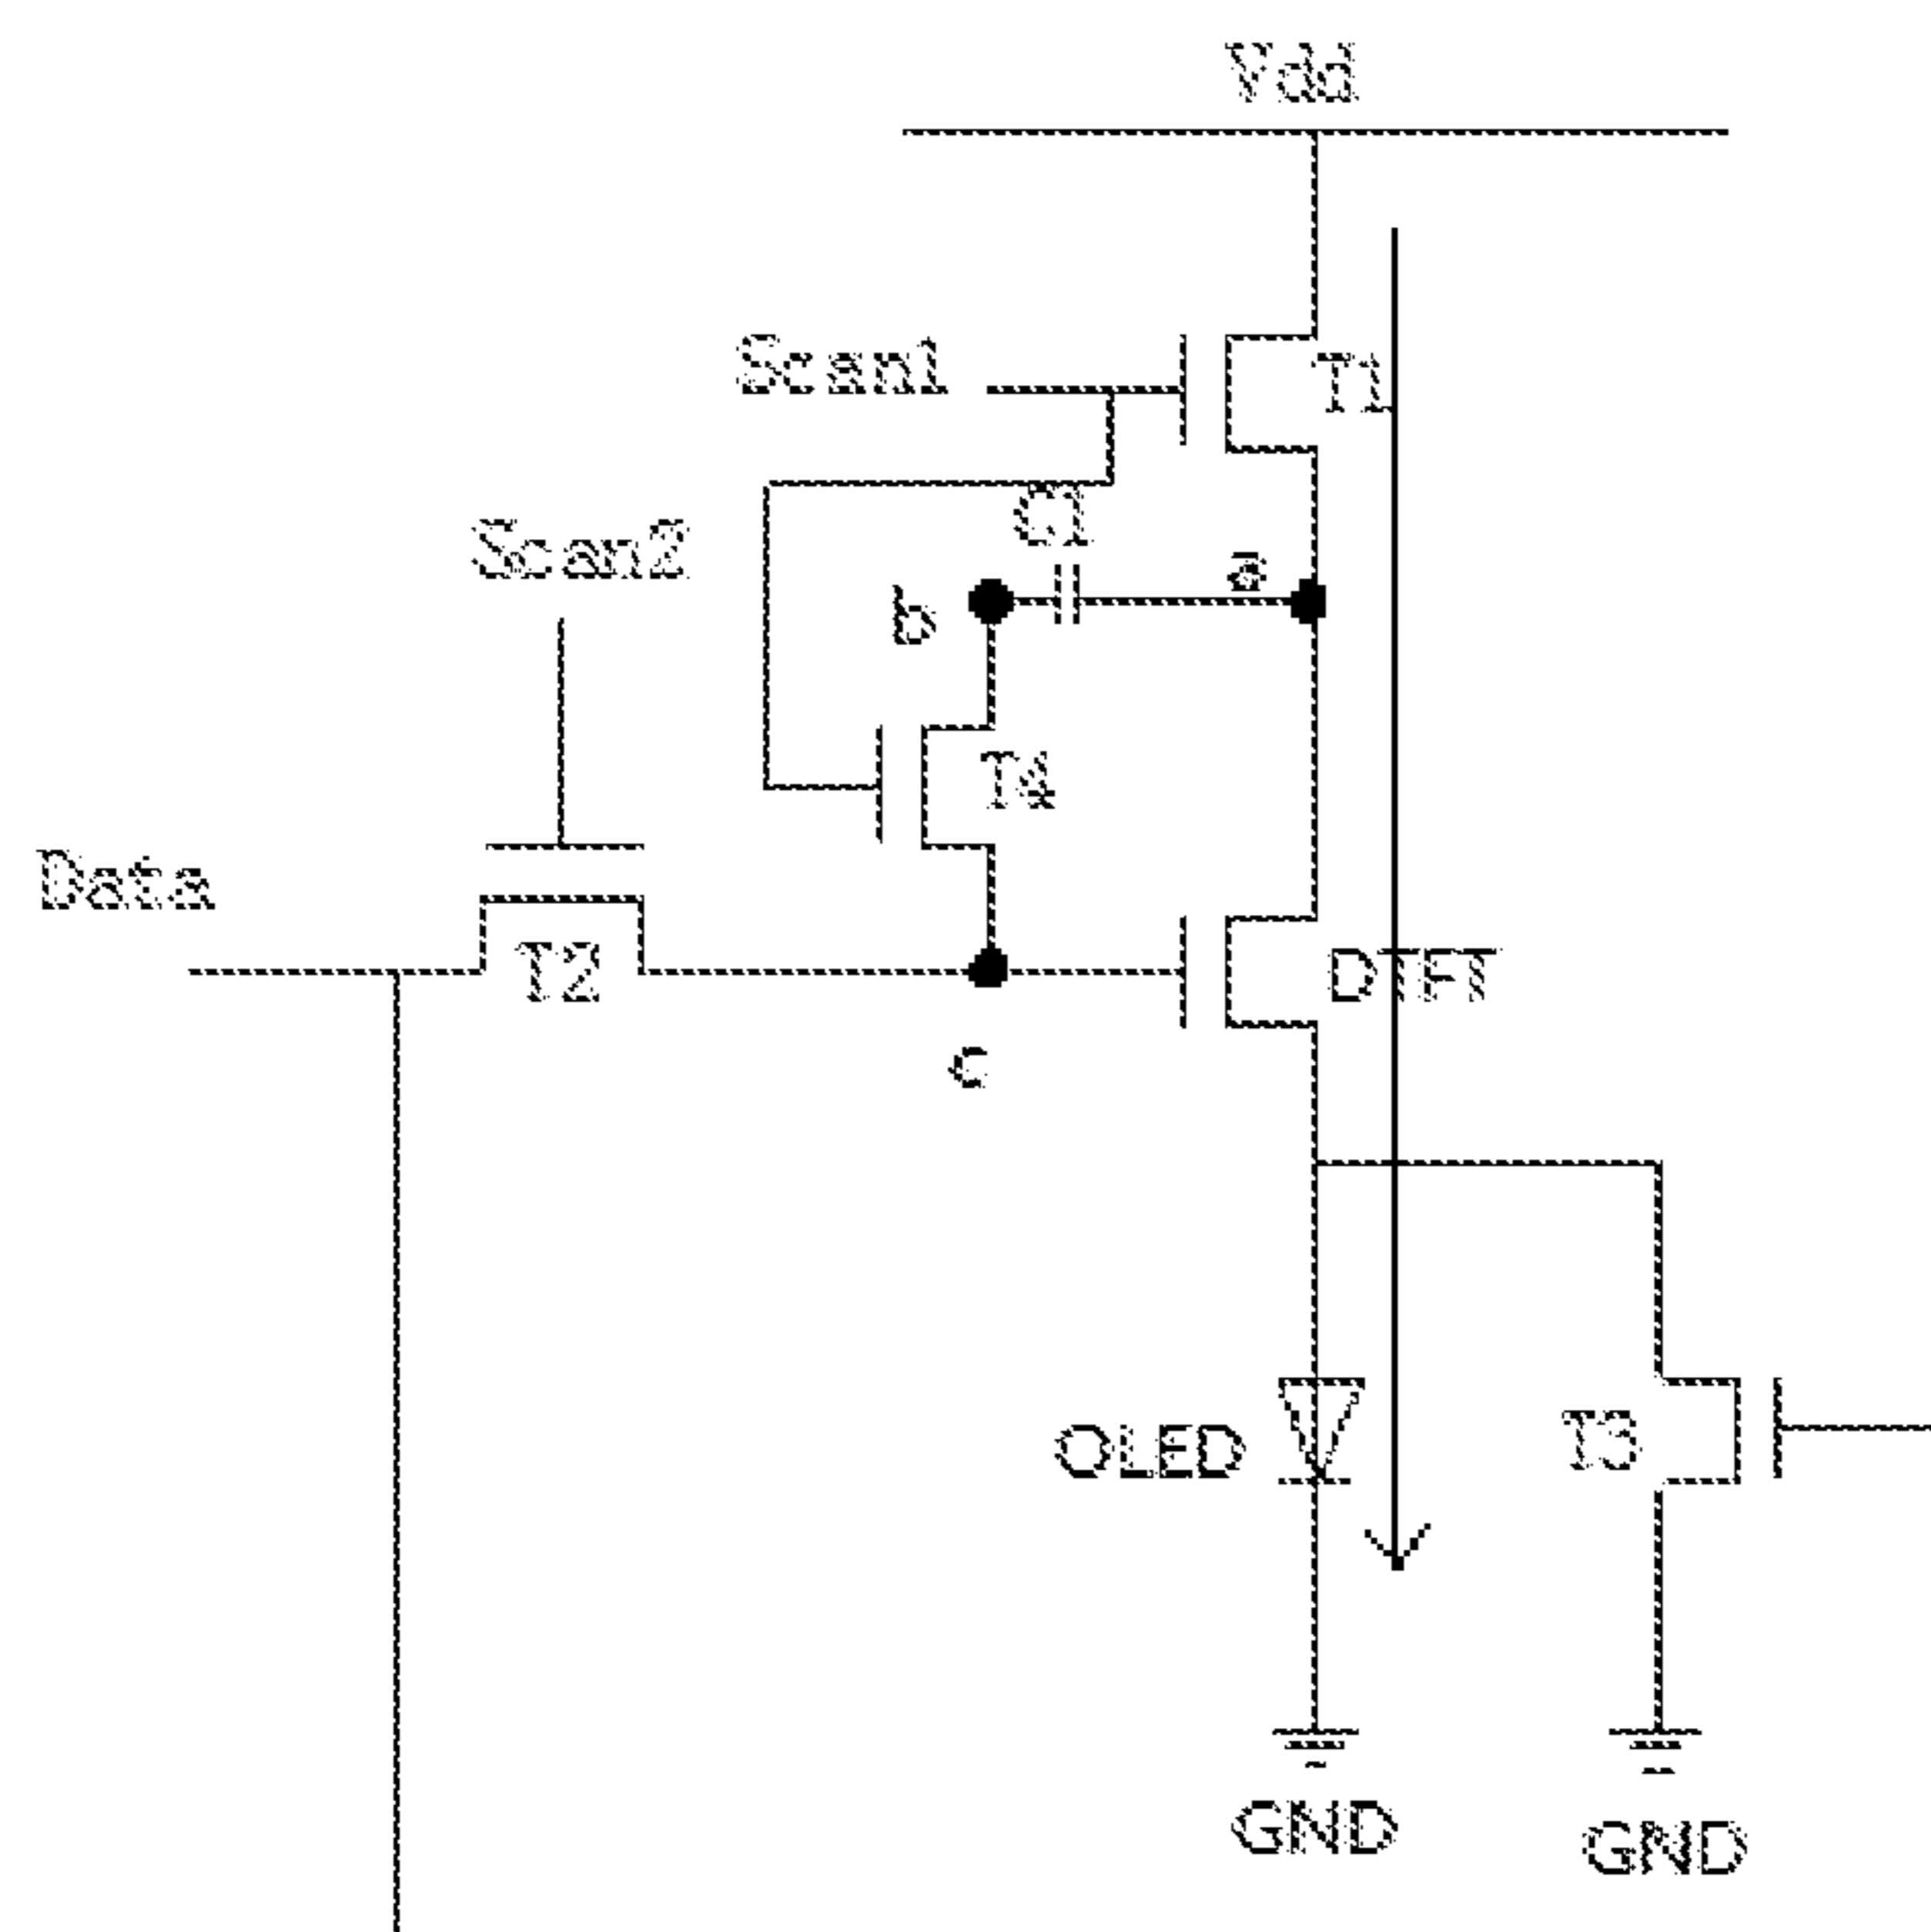 Vdd
Scan1
T1
C1
Scan2
a
b
T4
Data
T2
DTFT
c
OLED
T3
GND
GND